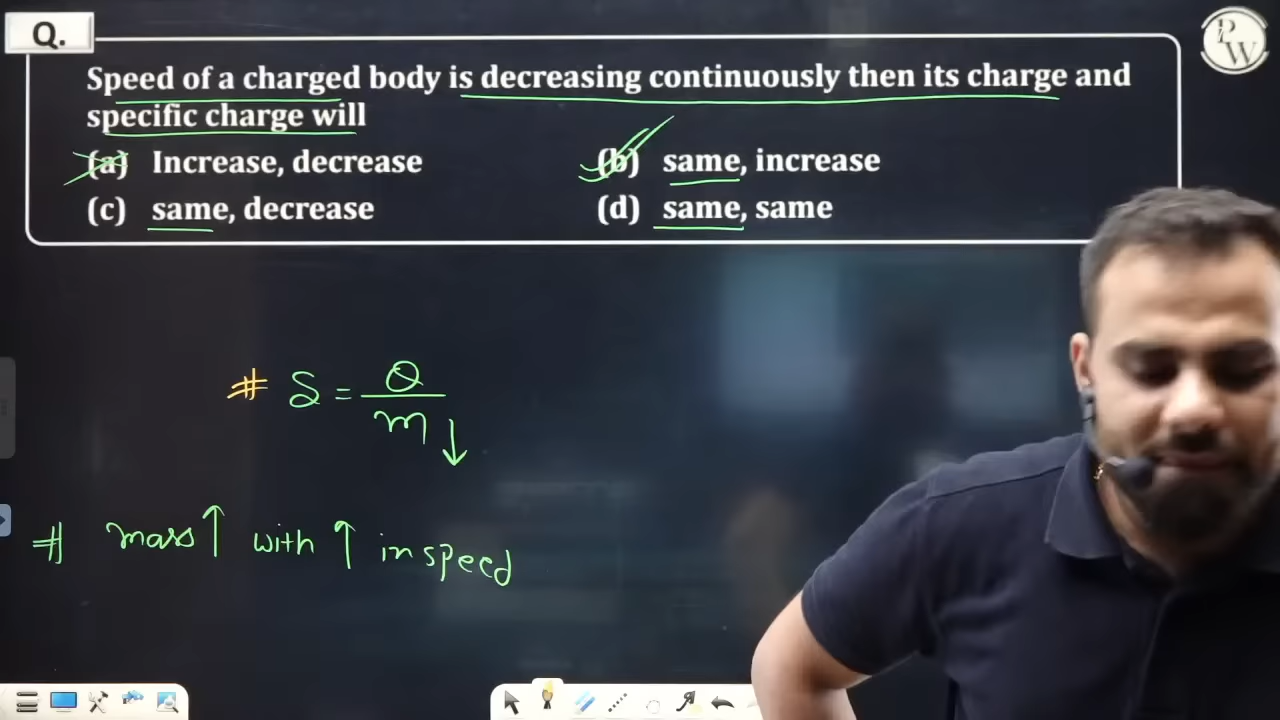 Q.
PW
Speed of a charged body is decreasing continuously then its charge and
specific charge will
(a) Increase, decrease
(b) same, increase
(c) same, decrease
(d) same, same
# S = Q/m ↓
# mass ↑ with ↑ in speed